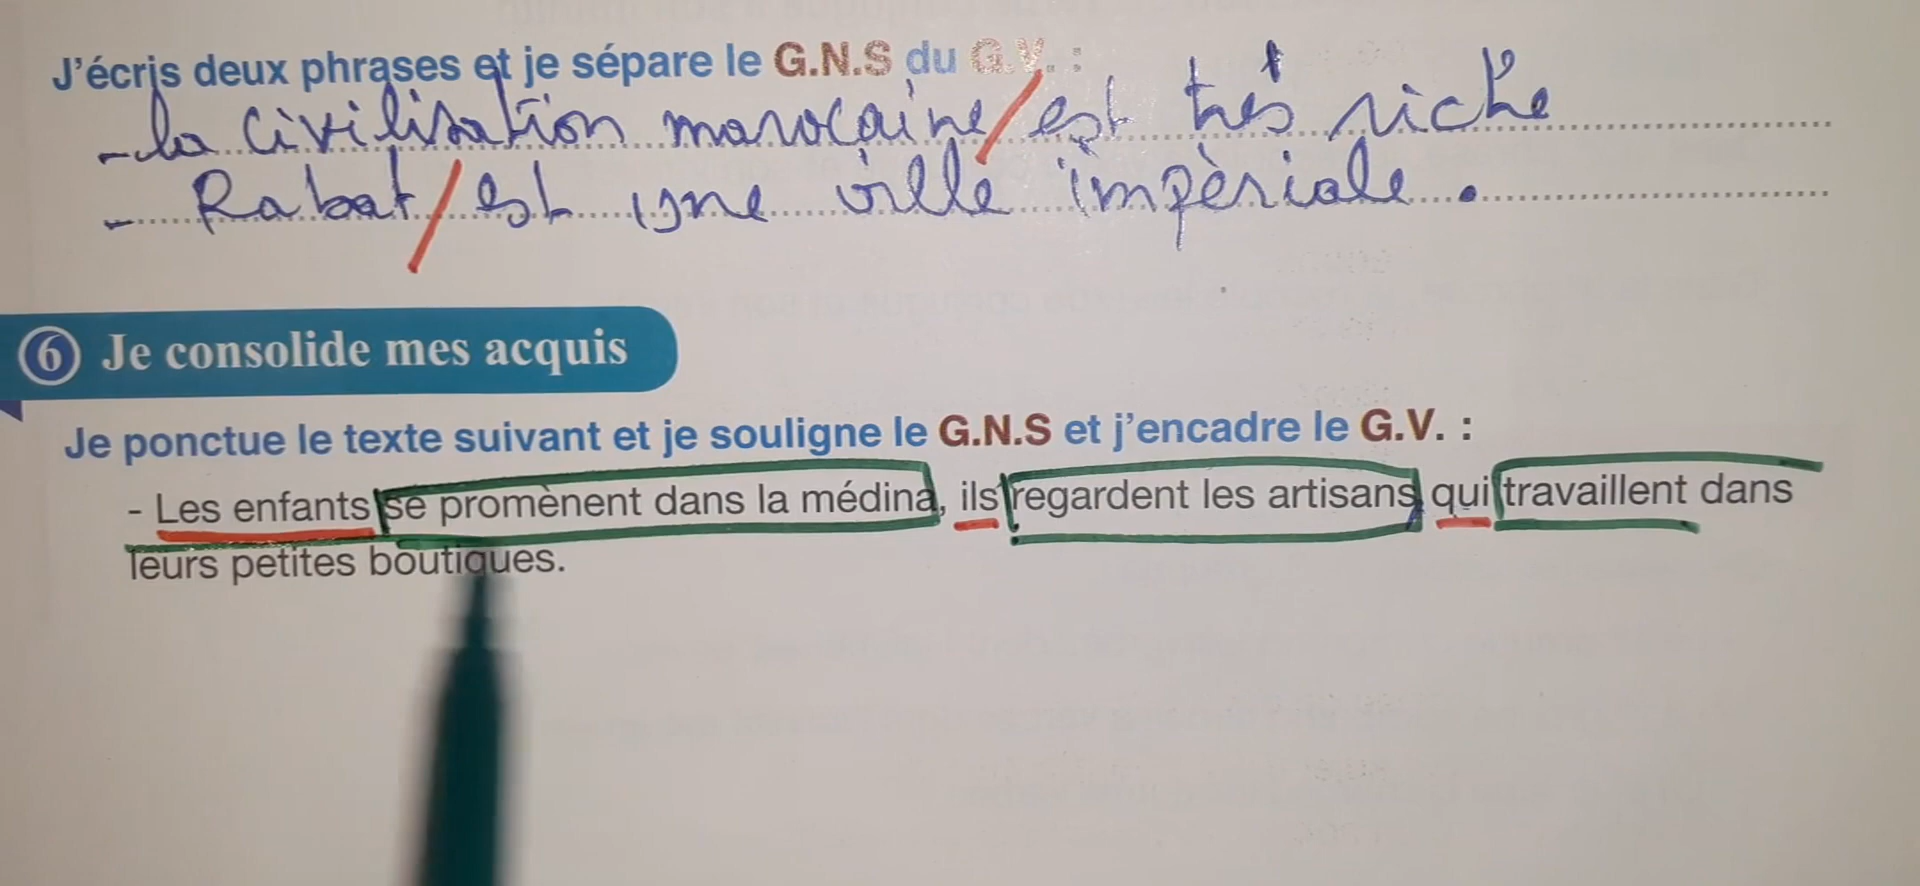 J'écris deux phrases et je sépare le G.N.S du G.V. :
- la civilisation marocaine / est très riche
- Rabat / est une ville impèriale .
6 Je consolide mes acquis
Je ponctue le texte suivant et je souligne le G.N.S et j'encadre le G.V. :
- Les enfants se promènent dans la médina, ils regardent les artisans, qui travaillent dans
leurs petites boutiques.